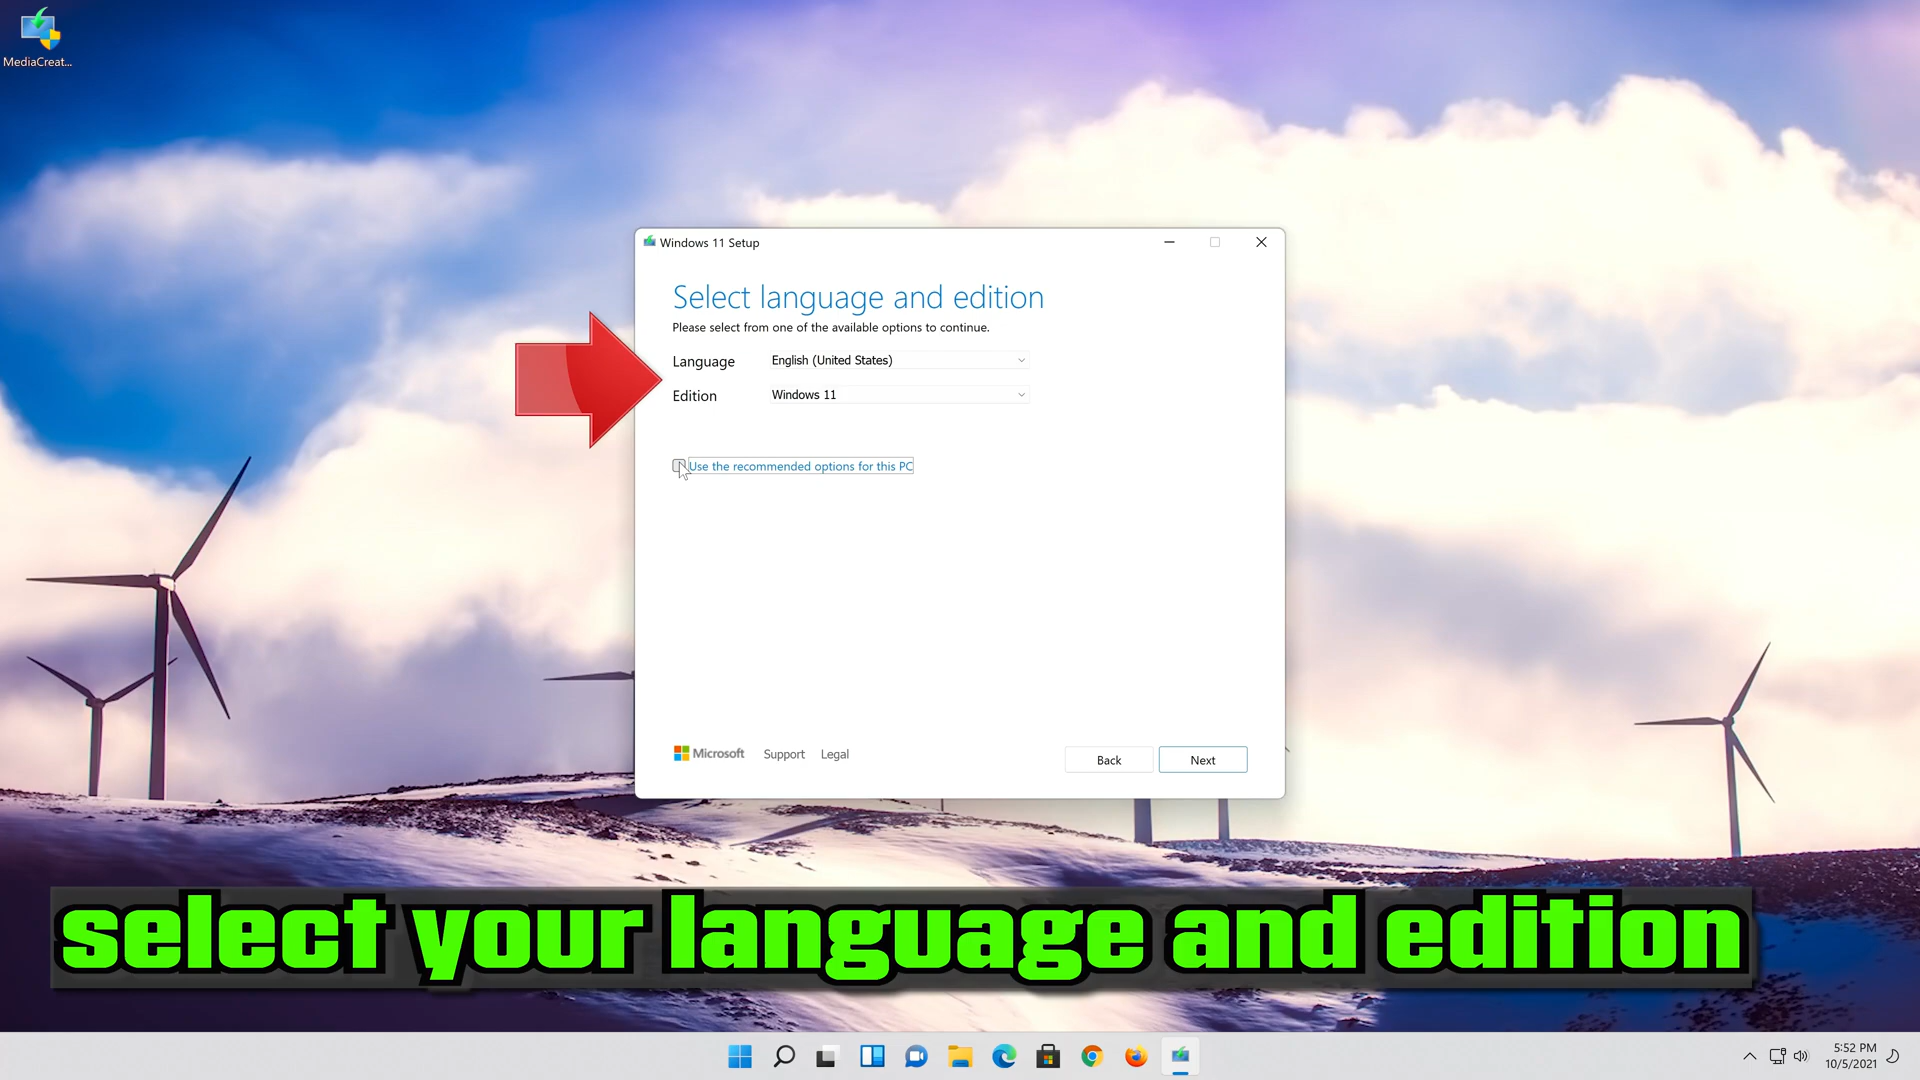 MediaCreat...
Windows 11 Setup
Select language and edition
Please select from one of the available options to continue.
Language English (United States)
Edition Windows 11
Use the recommended options for this PC
Microsoft Support Legal
Back Next
select your language and edition
5:52 PM
10/5/2021